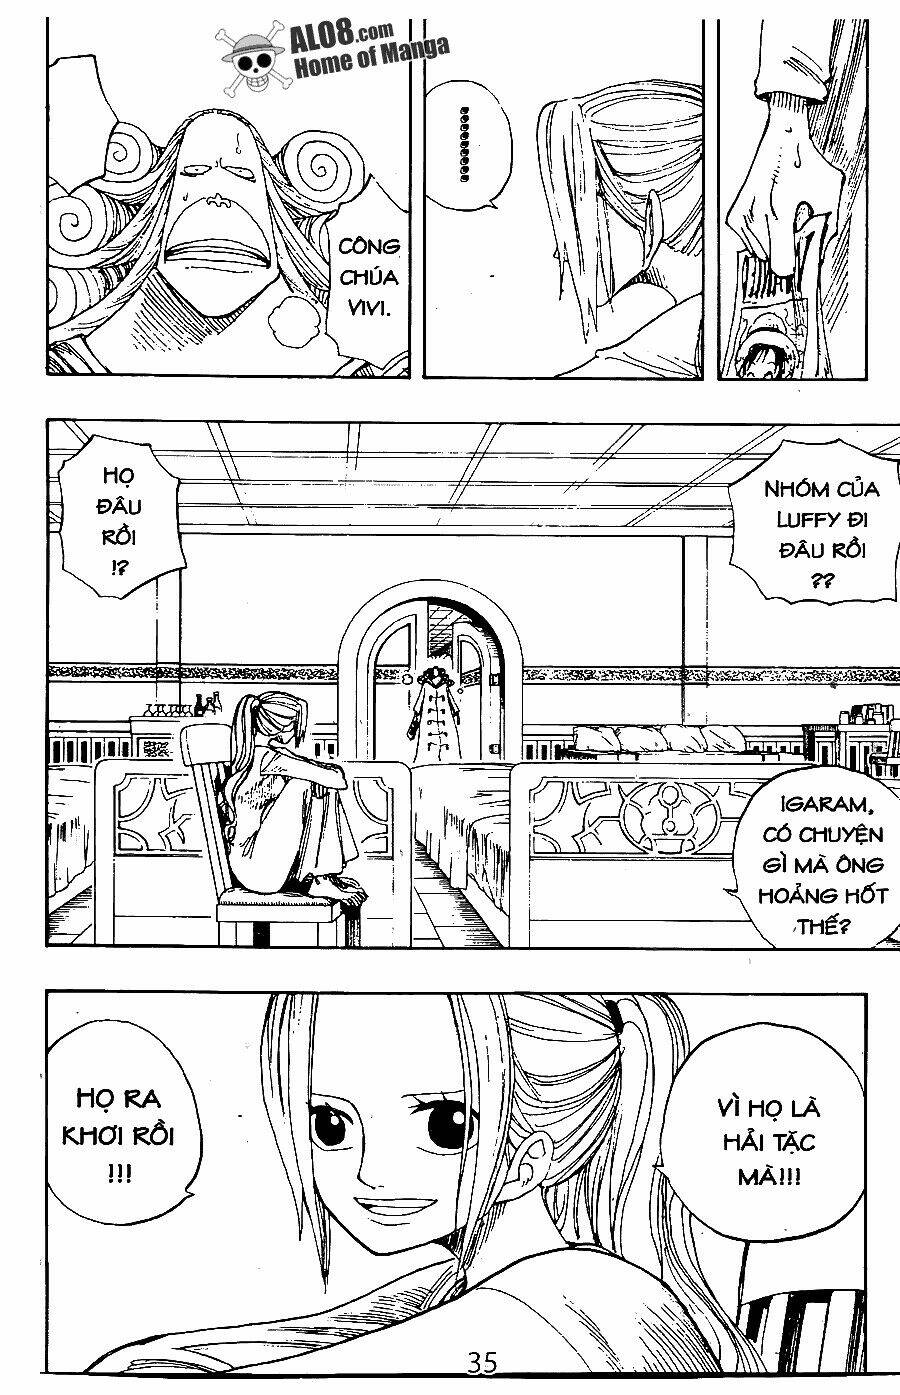 AL08.com
Home of Manga
..........
CÔNG
CHÚA
VIVI.
NHÓM CỦA
LUFFY ĐI
ĐÂU RỒI
??
HỌ
ĐÂU
RỒI
!?
IGARAM,
CÓ CHUYỆN
GÌ MÀ ÔNG
HOẢNG HỐT
THẾ?
VÌ HỌ LÀ
HẢI TẶC
MÀ!!!
HỌ RA
KHƠI RỒI
!!!
35